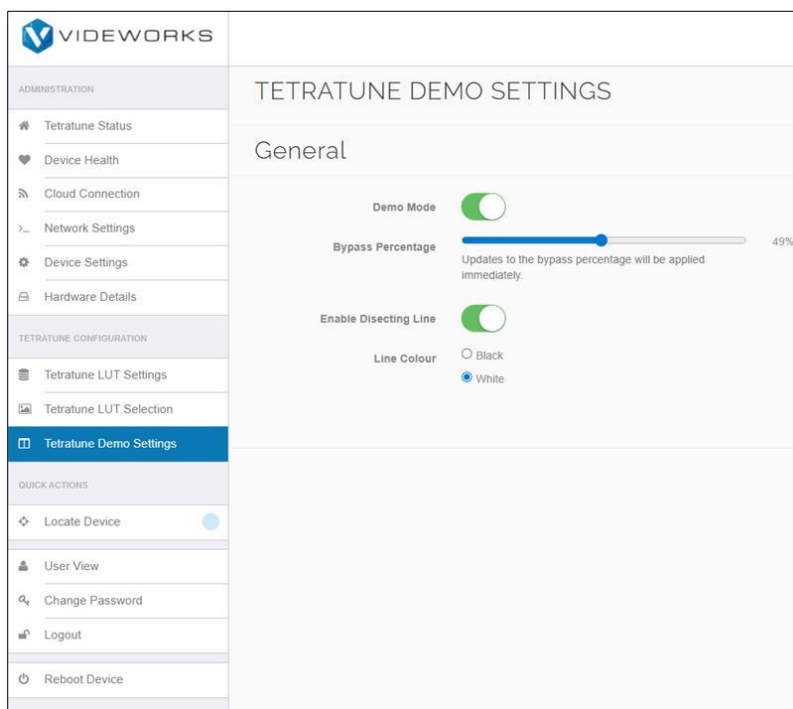 VIDEWORKS
ADMINISTRATION
Tetratune Status
Device Health
Cloud Connection
Network Settings
Device Settings
Hardware Details
TETRATUNE CONFIGURATION
Tetratune LUT Settings
Tetratune LUT Selection
Tetratune Demo Settings
QUICK ACTIONS
Locate Device
User View
Change Password
Logout
Reboot Device
TETRATUNE DEMO SETTINGS
General
Demo Mode
Bypass Percentage 49%
Updates to the bypass percentage will be applied
immediately.
Enable Disecting Line
Line Colour Black
White